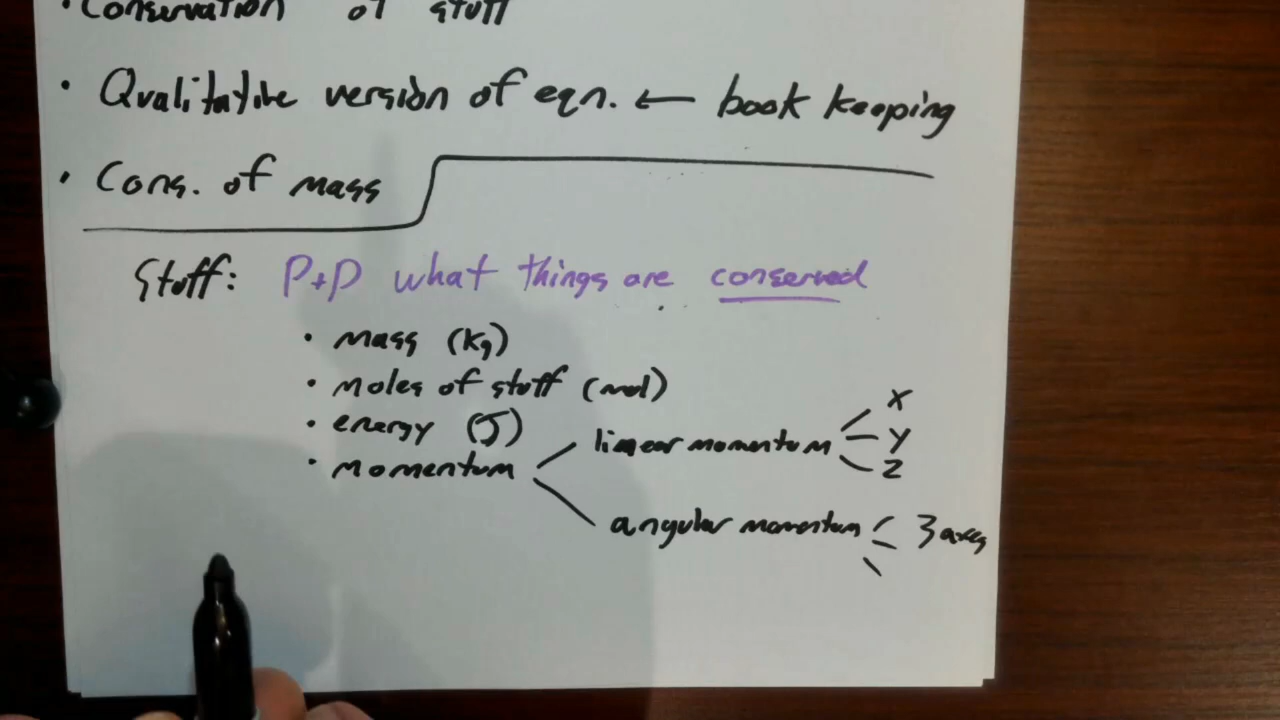 • Conservation of stuff
• Qualitative version of eqn. ← book keeping
• Cons. of mass
Stuff: P+P what things are conserved
• mass (kg)
• moles of stuff (mol)
• energy (J)
• momentum
linear momentum
x
y
z
angular momentum
3 axes